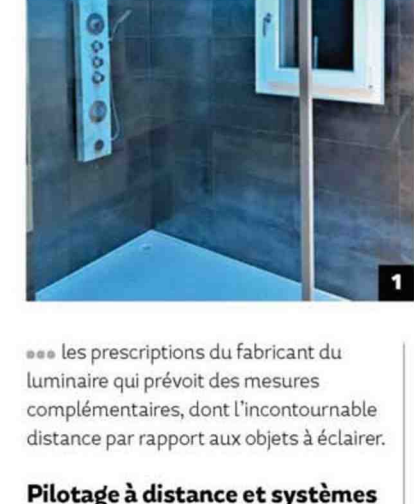 1
●●● les prescriptions du fabricant du
luminaire qui prévoit des mesures
complémentaires, dont l'incontournable
distance par rapport aux objets à éclairer.
Pilotage à distance et systèmes